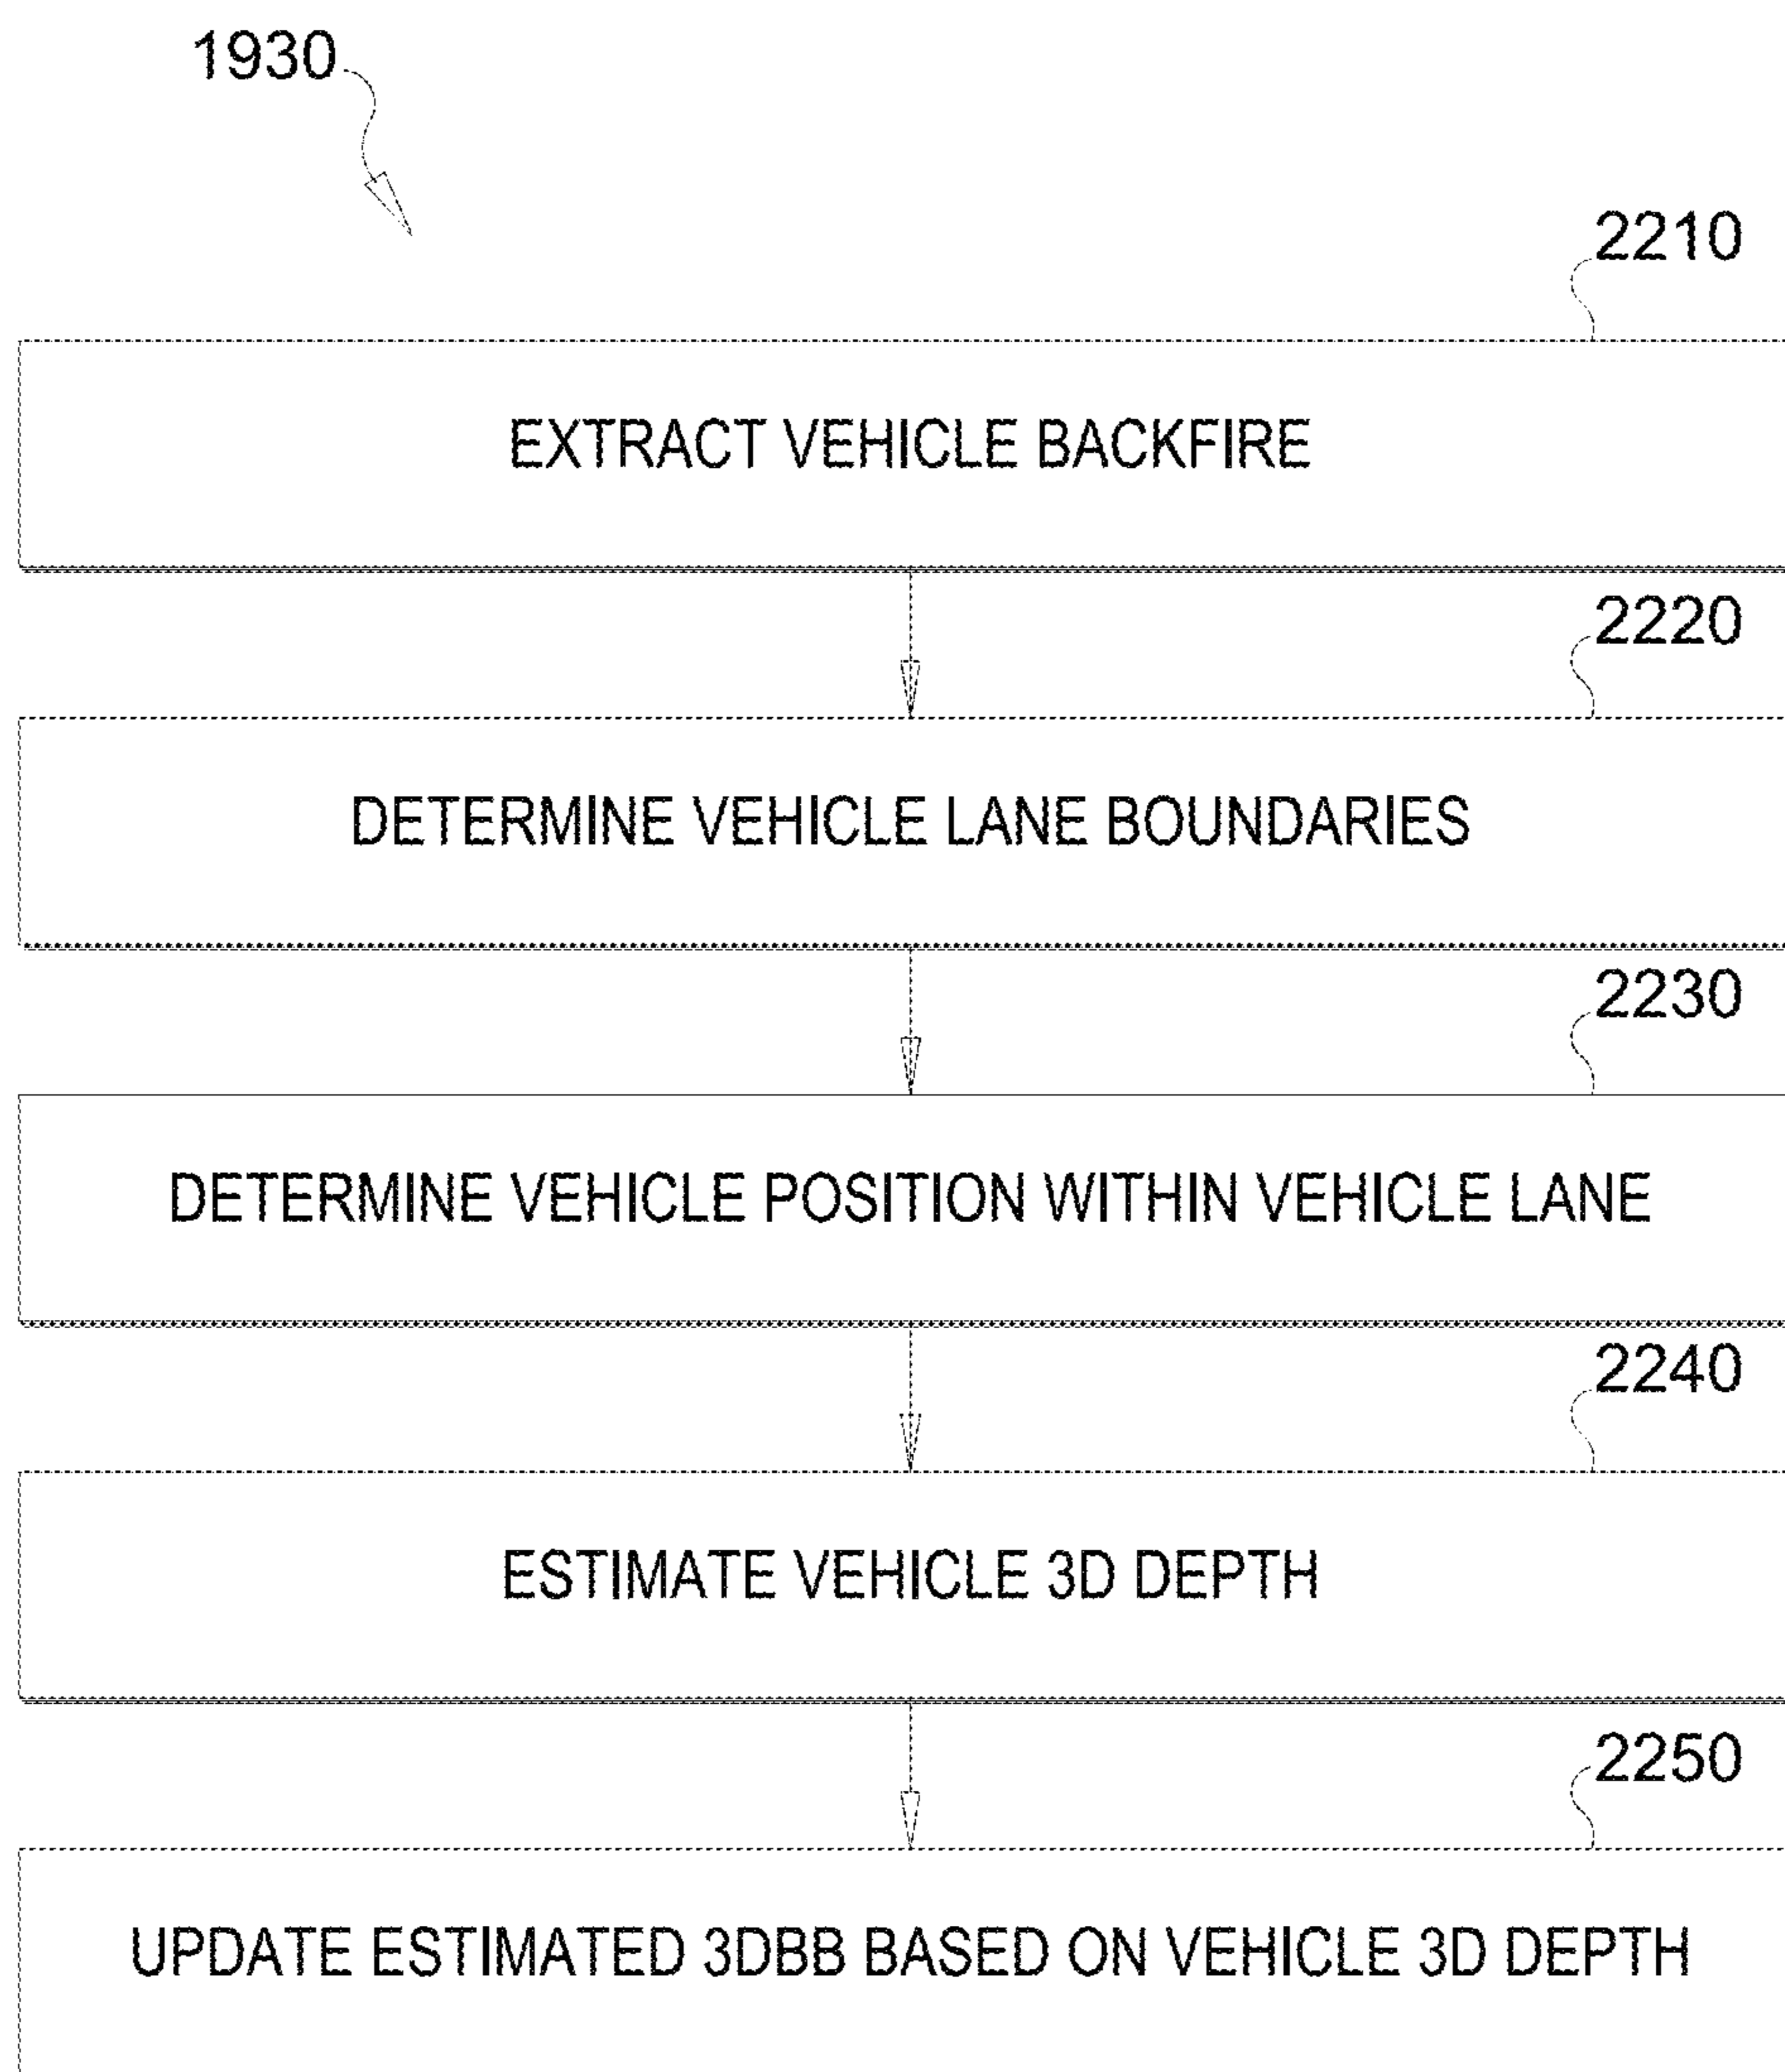 1930
2210
EXTRACT VEHICLE BACKFIRE
2220
DETERMINE VEHICLE LANE BOUNDARIES
2230
DETERMINE VEHICLE POSITION WITHIN VEHICLE LANE
2240
ESTIMATE VEHICLE 3D DEPTH
2250
UPDATE ESTIMATED 3DBB BASED ON VEHICLE 3D DEPTH